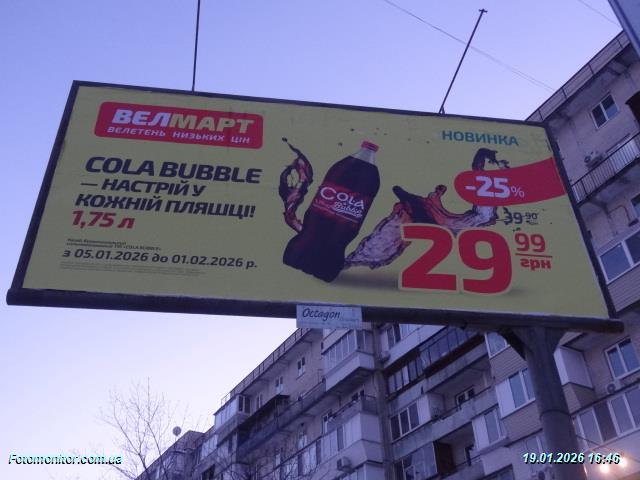 ВЕЛМАРТ
ВЕЛЕТЕНЬ НИЗЬКИХ ЦІН
НОВИНКА
COLA BUBBLE
– НАСТРІЙ У
КОЖНІЙ ПЛЯШЦІ!
1,75 л
COLA
Bubble
-25%
39 90
29 99
грн
з 05.01.2026 до 01.02.2026 р.
Octagon
Fotomonitor.com.ua
19.01.2026 16:46